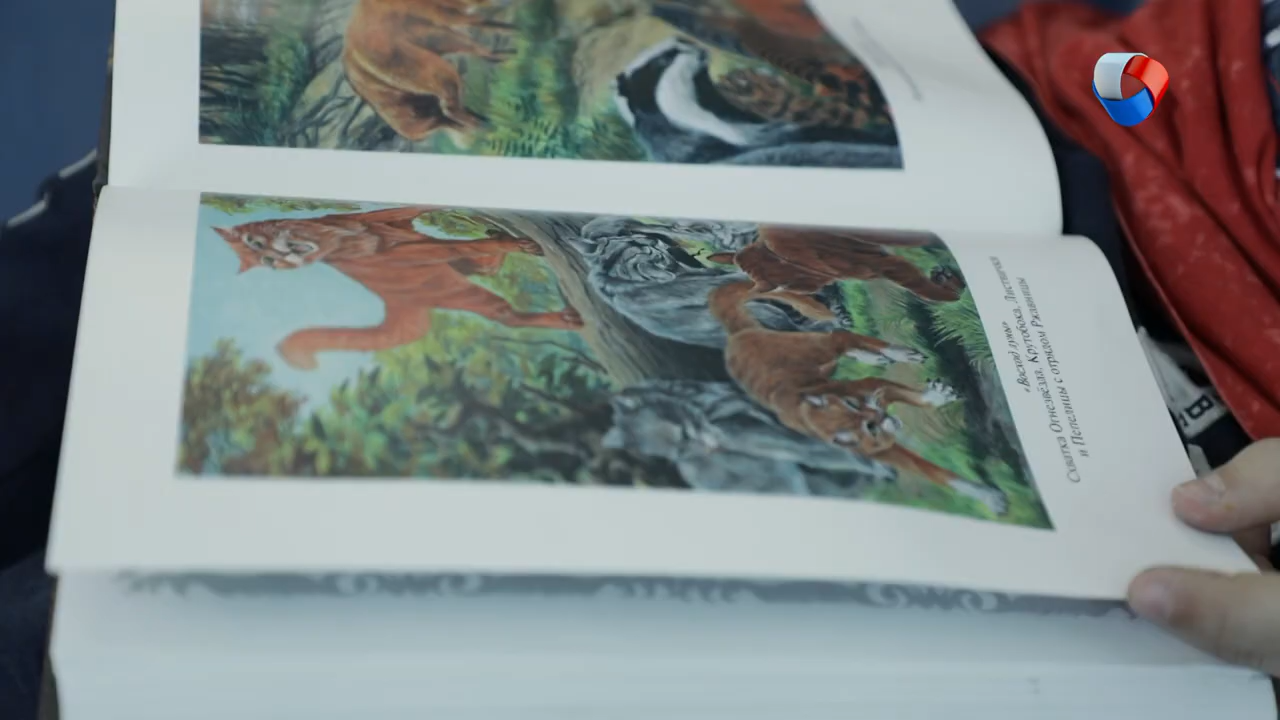 «Восход луны»
Схватка Огнезвёзда, Крутобока, Листвички
и Пепелицы с отрядом Ржавницы
В